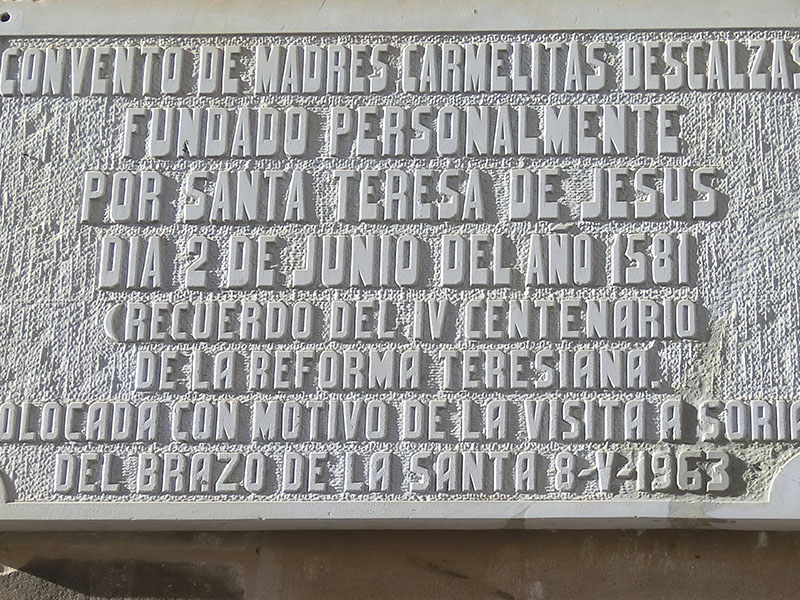 CONVENTO DE MADRES CARMELITAS DESCALZAS
FUNDADO PERSONALMENTE
POR SANTA TERESA DE JESUS
DIA 2 DE JUNIO DEL AÑO 1581
(RECUERDO DEL IV CENTENARIO
DE LA REFORMA TERESIANA.
OLOCADA CON MOTIVO DE LA VISITA A SORIA
DEL BRAZO DE LA SANTA 8-V-1963